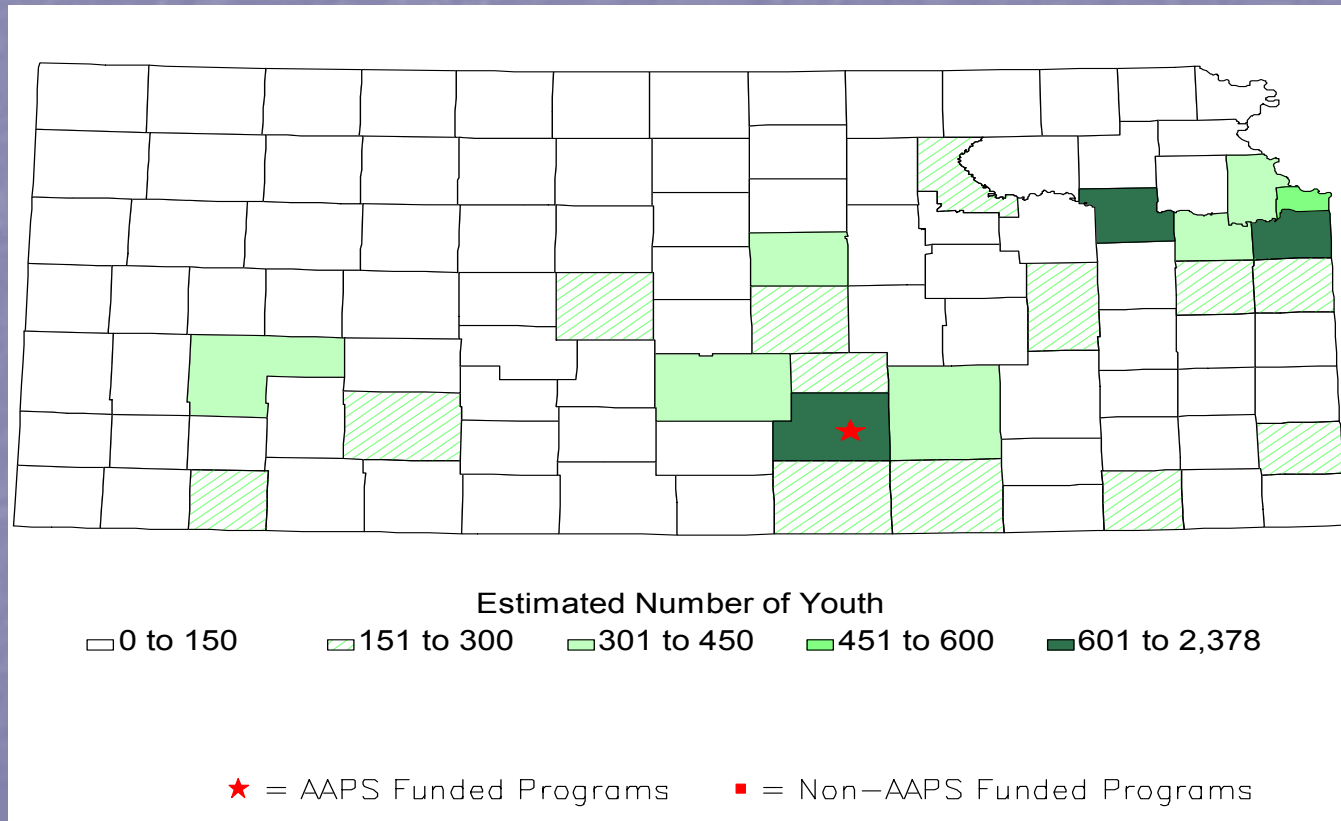 Estimated Number of Youth
0 to 150 151 to 300 301 to 450 451 to 600 601 to 2,378
= AAPS Funded Programs = Non-AAPS Funded Programs